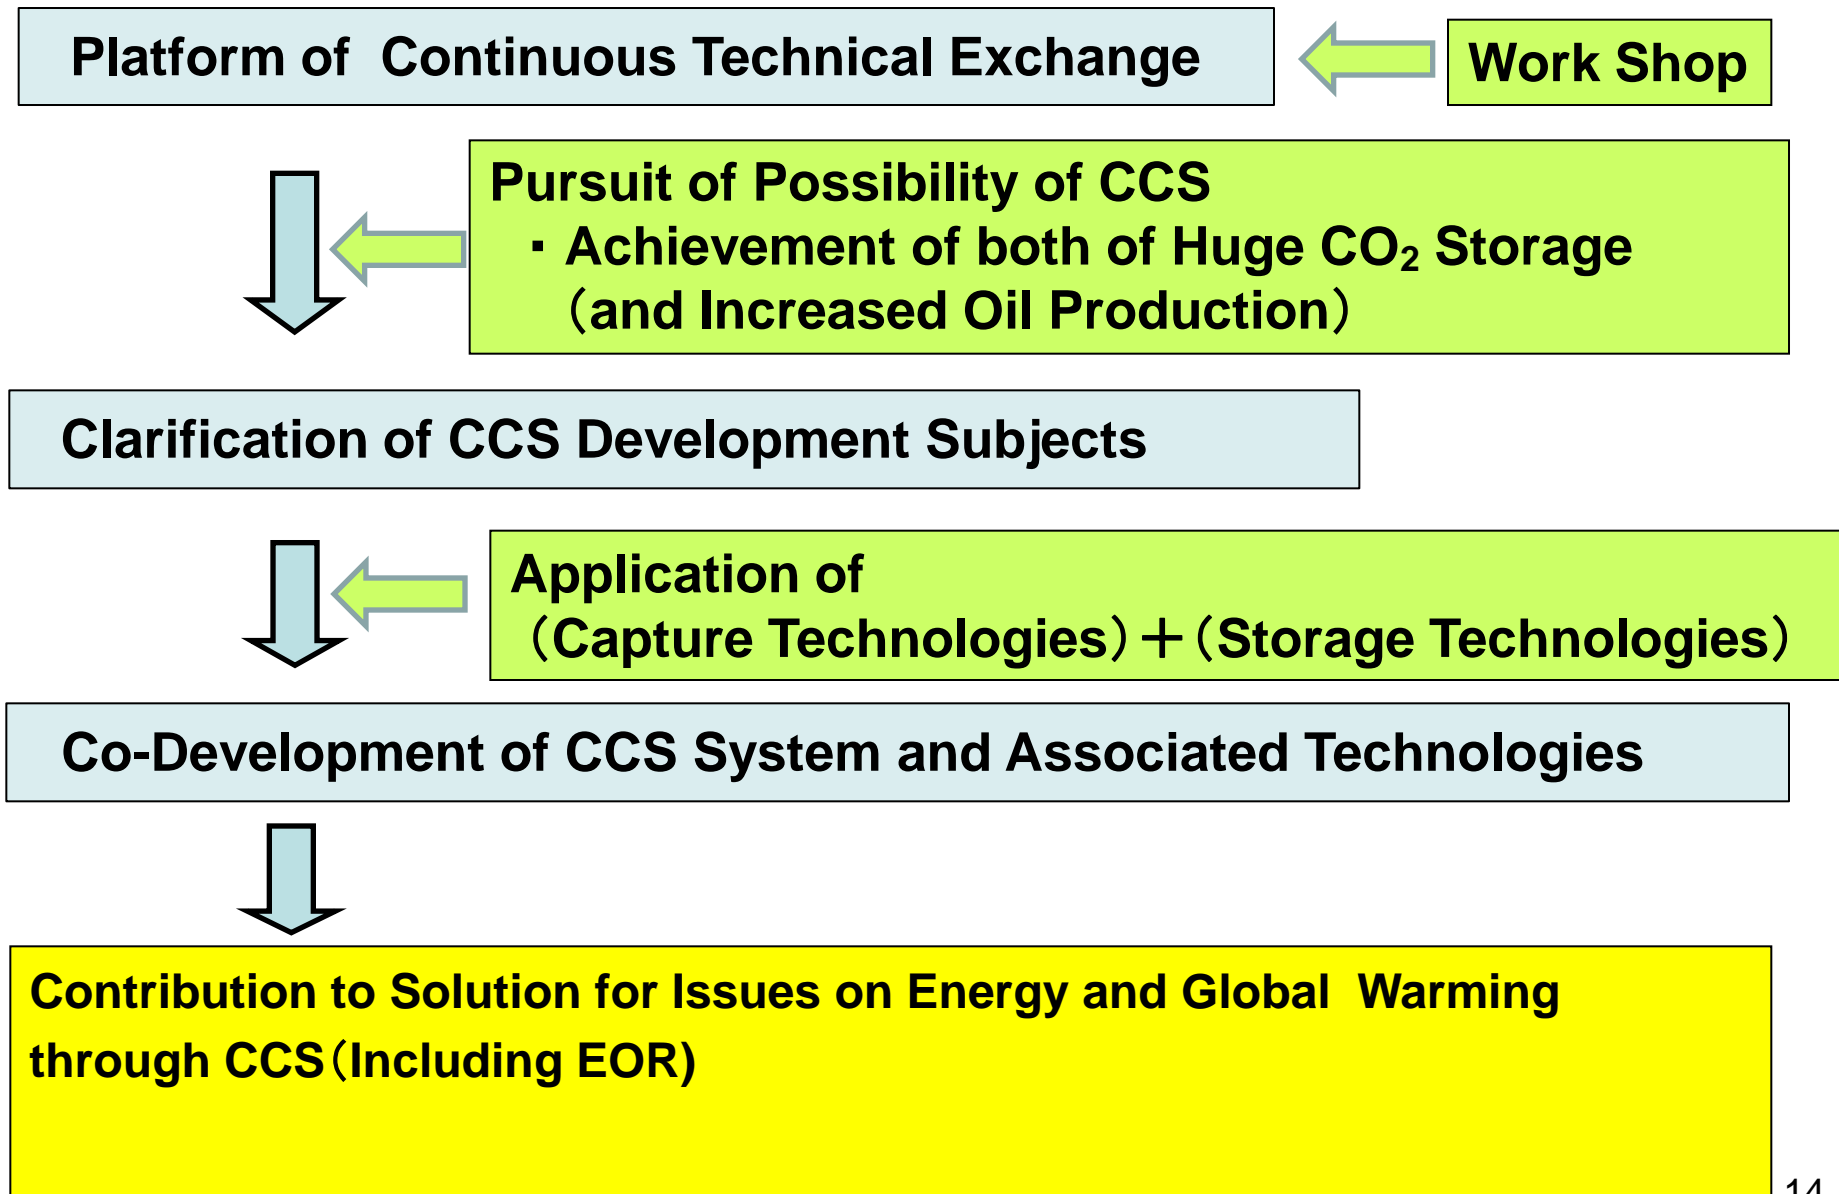 Platform of Continuous Technical Exchange
Work Shop
Pursuit of Possibility of CCS
・Achievement of both of Huge CO₂ Storage
（and Increased Oil Production）
Clarification of CCS Development Subjects
Application of
（Capture Technologies）＋（Storage Technologies）
Co-Development of CCS System and Associated Technologies
Contribution to Solution for Issues on Energy and Global Warming
through CCS（Including EOR)
14